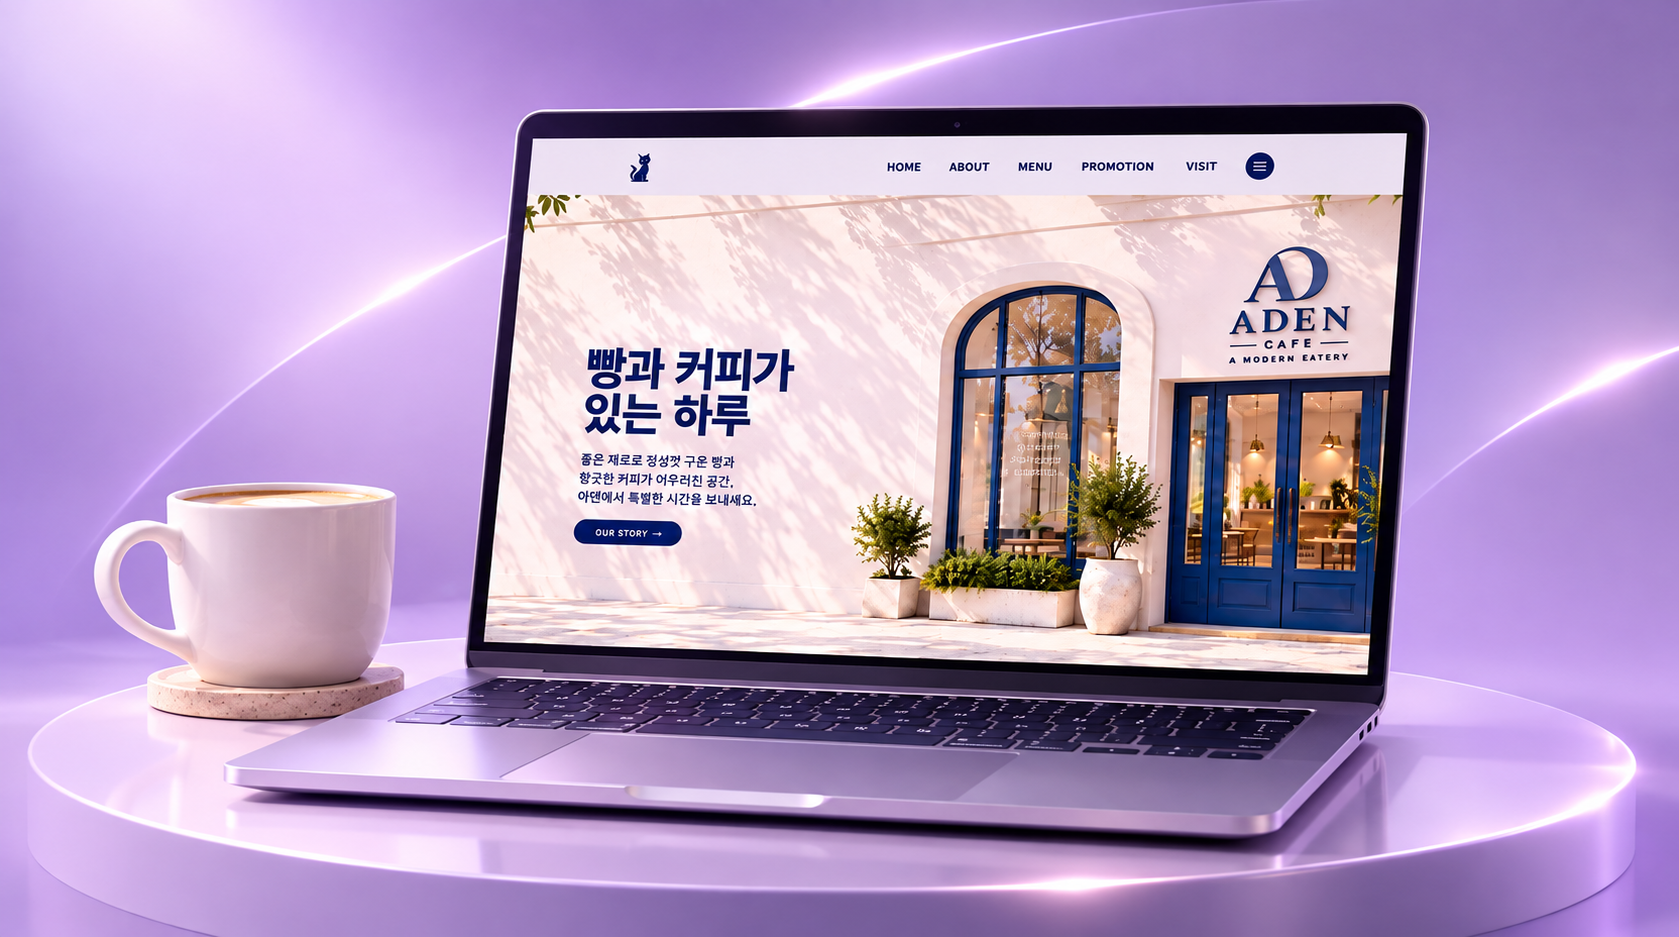 HOME ABOUT MENU PROMOTION VISIT
빵과 커피가
있는 하루
좋은 재로로 정성껏 구운 빵과
향긋한 커피가 어우러진 공간,
아덴에서 특별한 시간을 보내세요.
OUR STORY →
AD
ADEN
CAFE
A MODERN EATERY